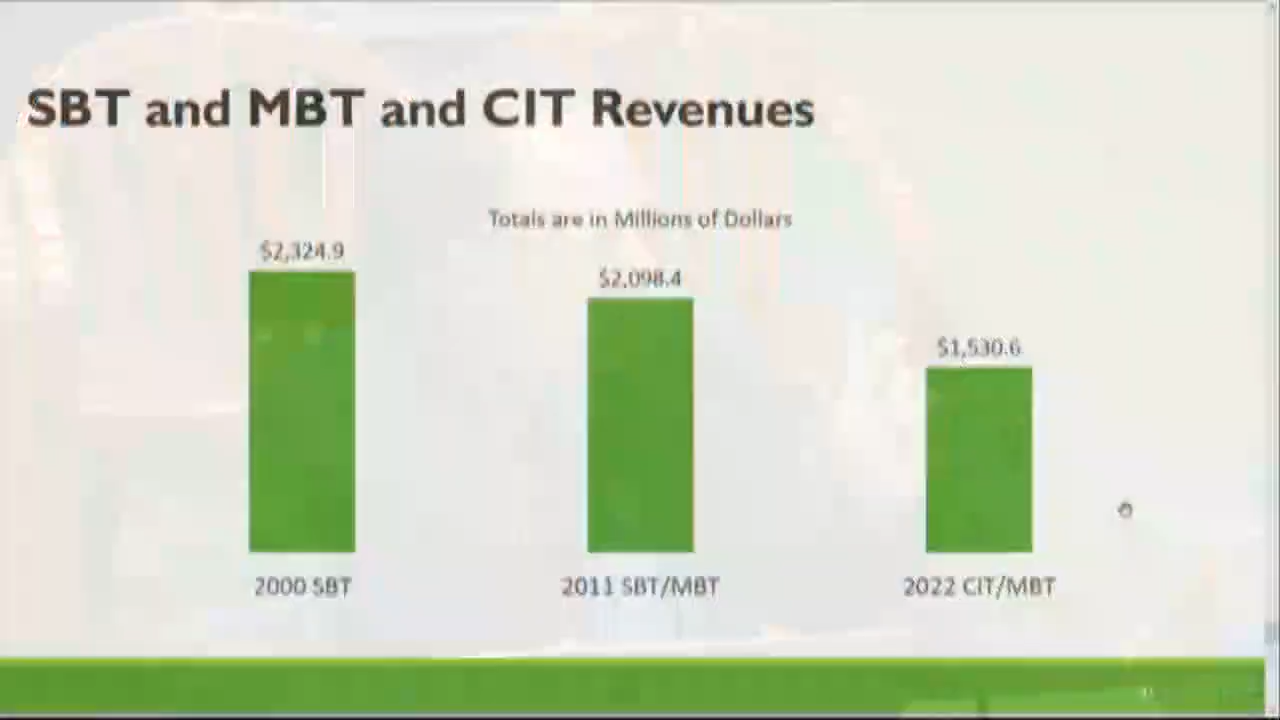 SBT and MBT and CIT Revenues
Totals are in Millions of Dollars
$2,324.9
$2,098.4
$1,530.6
2000 SBT
2011 SBT/MBT
2022 CIT/MBT